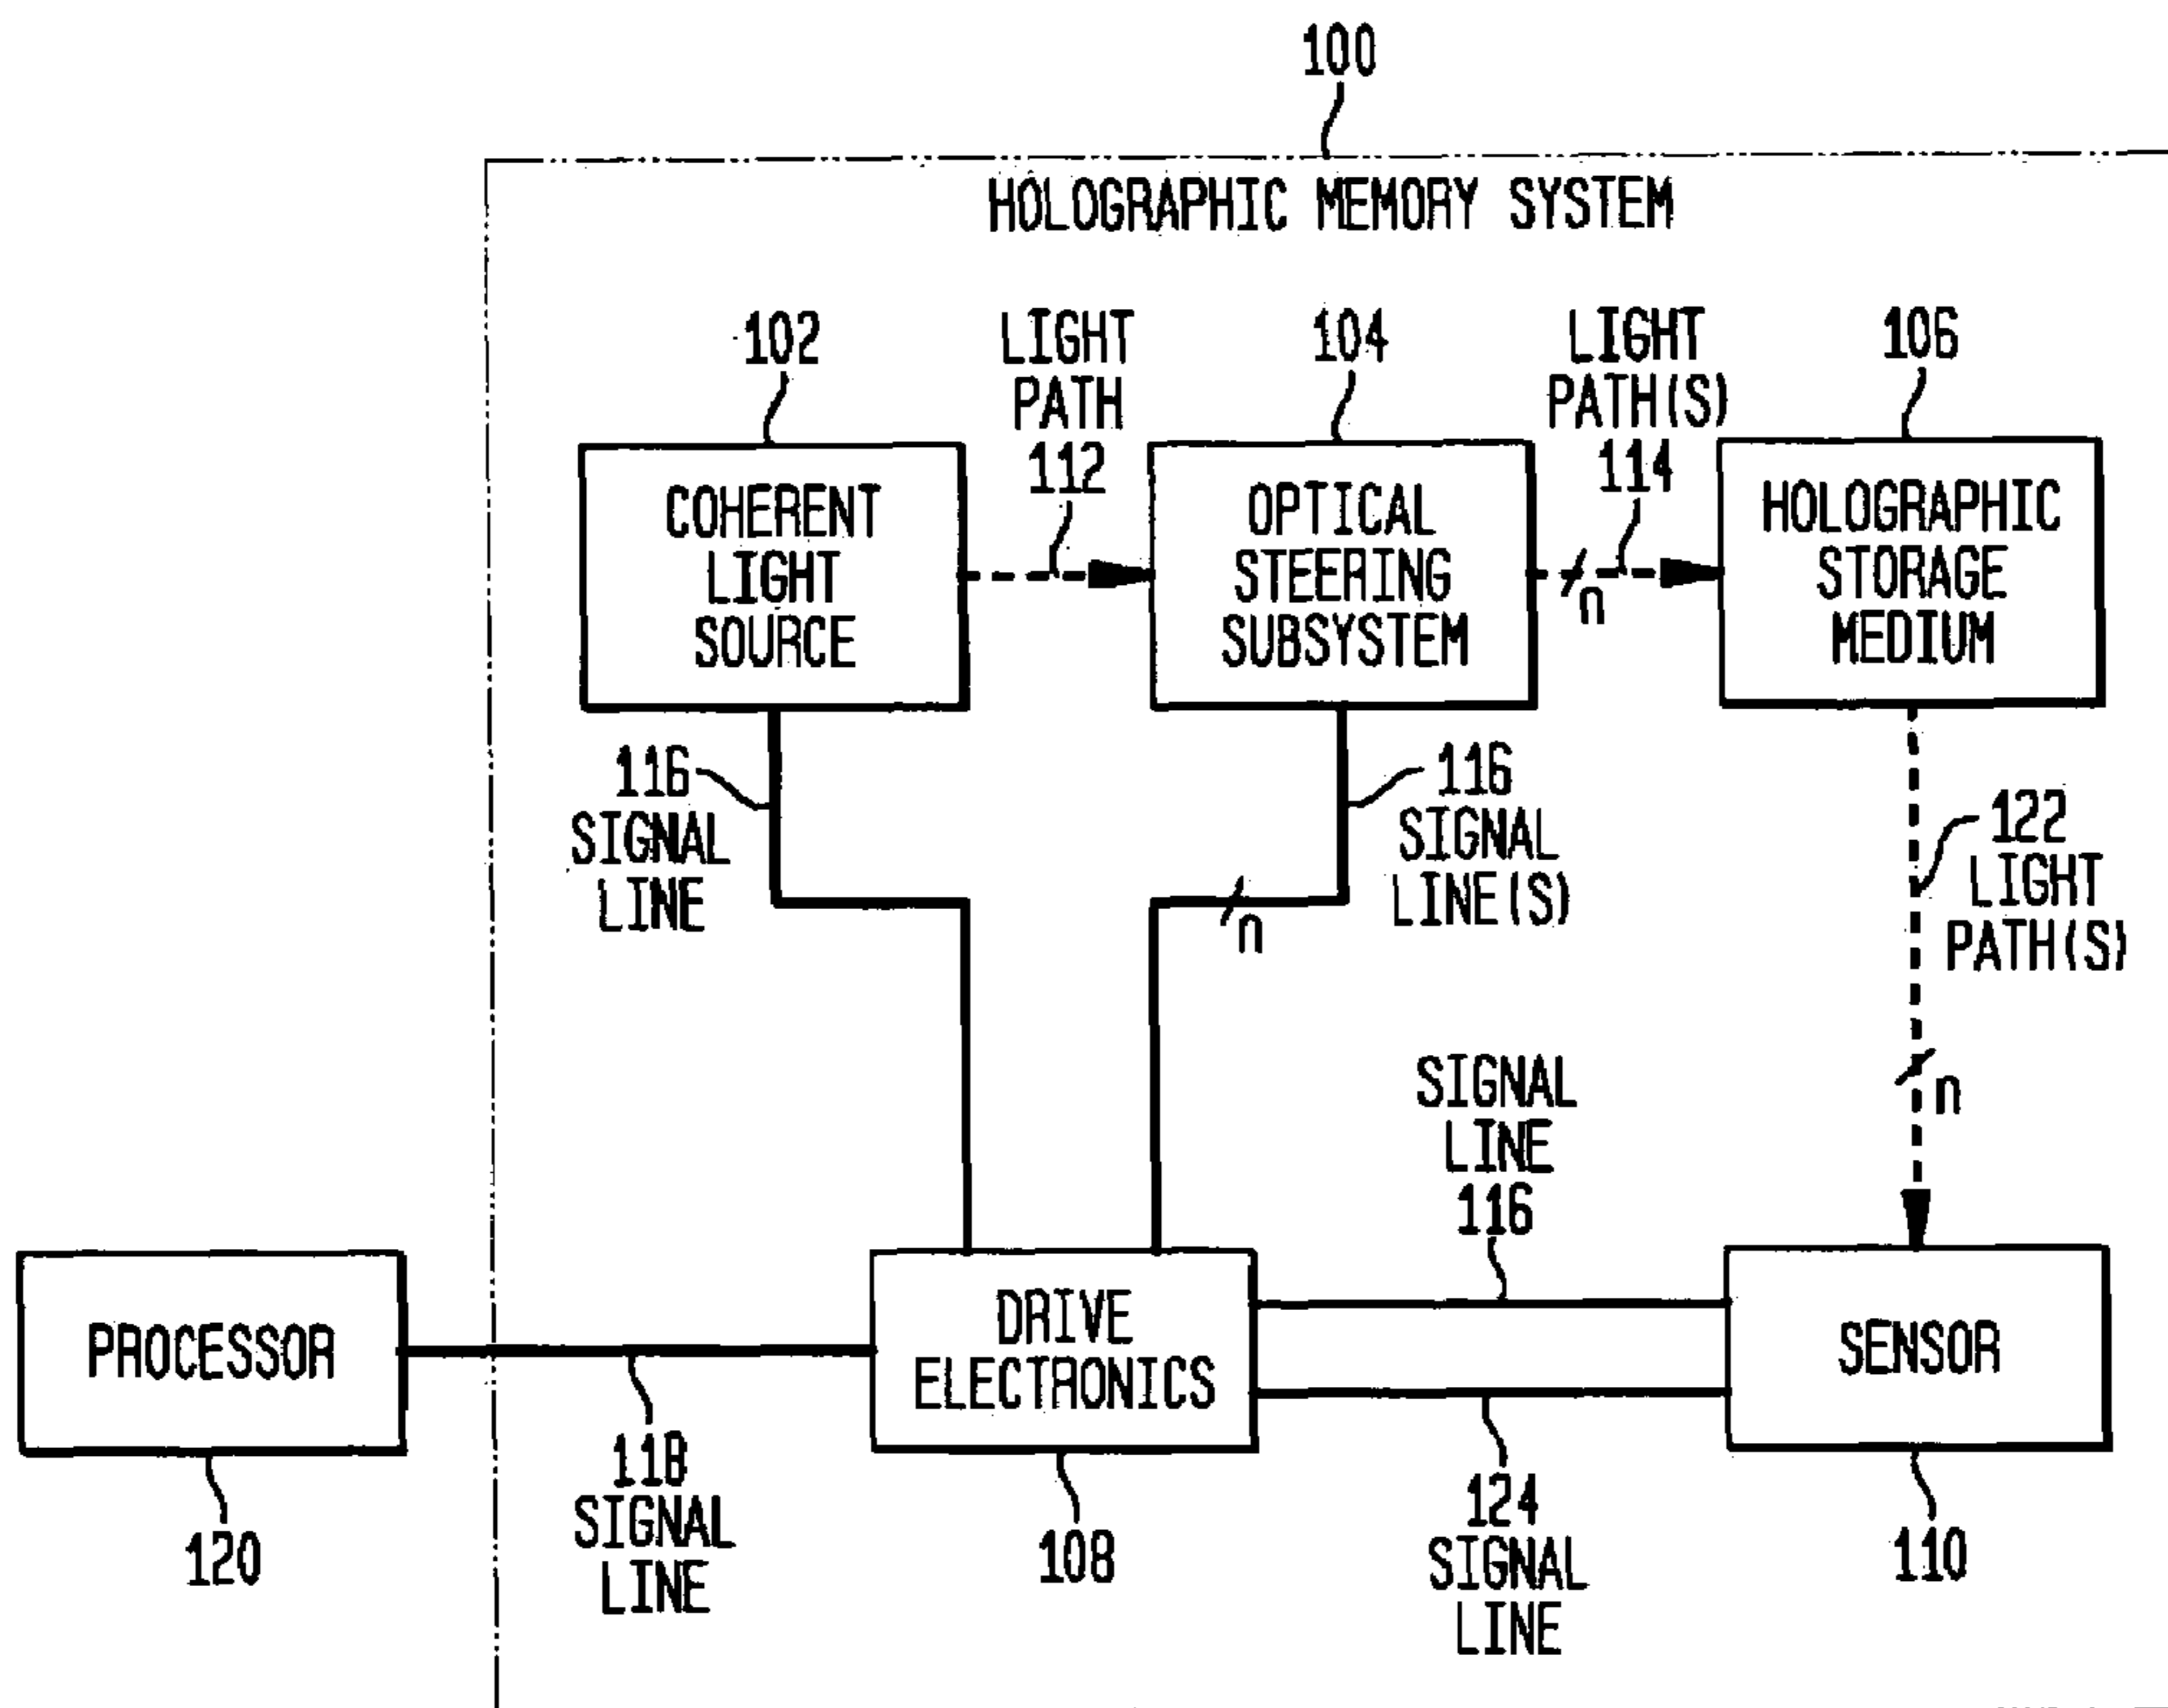 100
HOLOGRAPHIC MEMORY SYSTEM
102
LIGHT
PATH
112
104
LIGHT
PATH(S)
114
106
COHERENT
LIGHT
SOURCE
OPTICAL
STEERING
SUBSYSTEM
n
HOLOGRAPHIC
STORAGE
MEDIUM
116
SIGNAL
LINE
116
SIGNAL
LINE(S)
n
122
LIGHT
PATH(S)
n
SIGNAL
LINE
116
PROCESSOR
DRIVE
ELECTRONICS
SENSOR
120
118
SIGNAL
LINE
108
124
SIGNAL
LINE
110